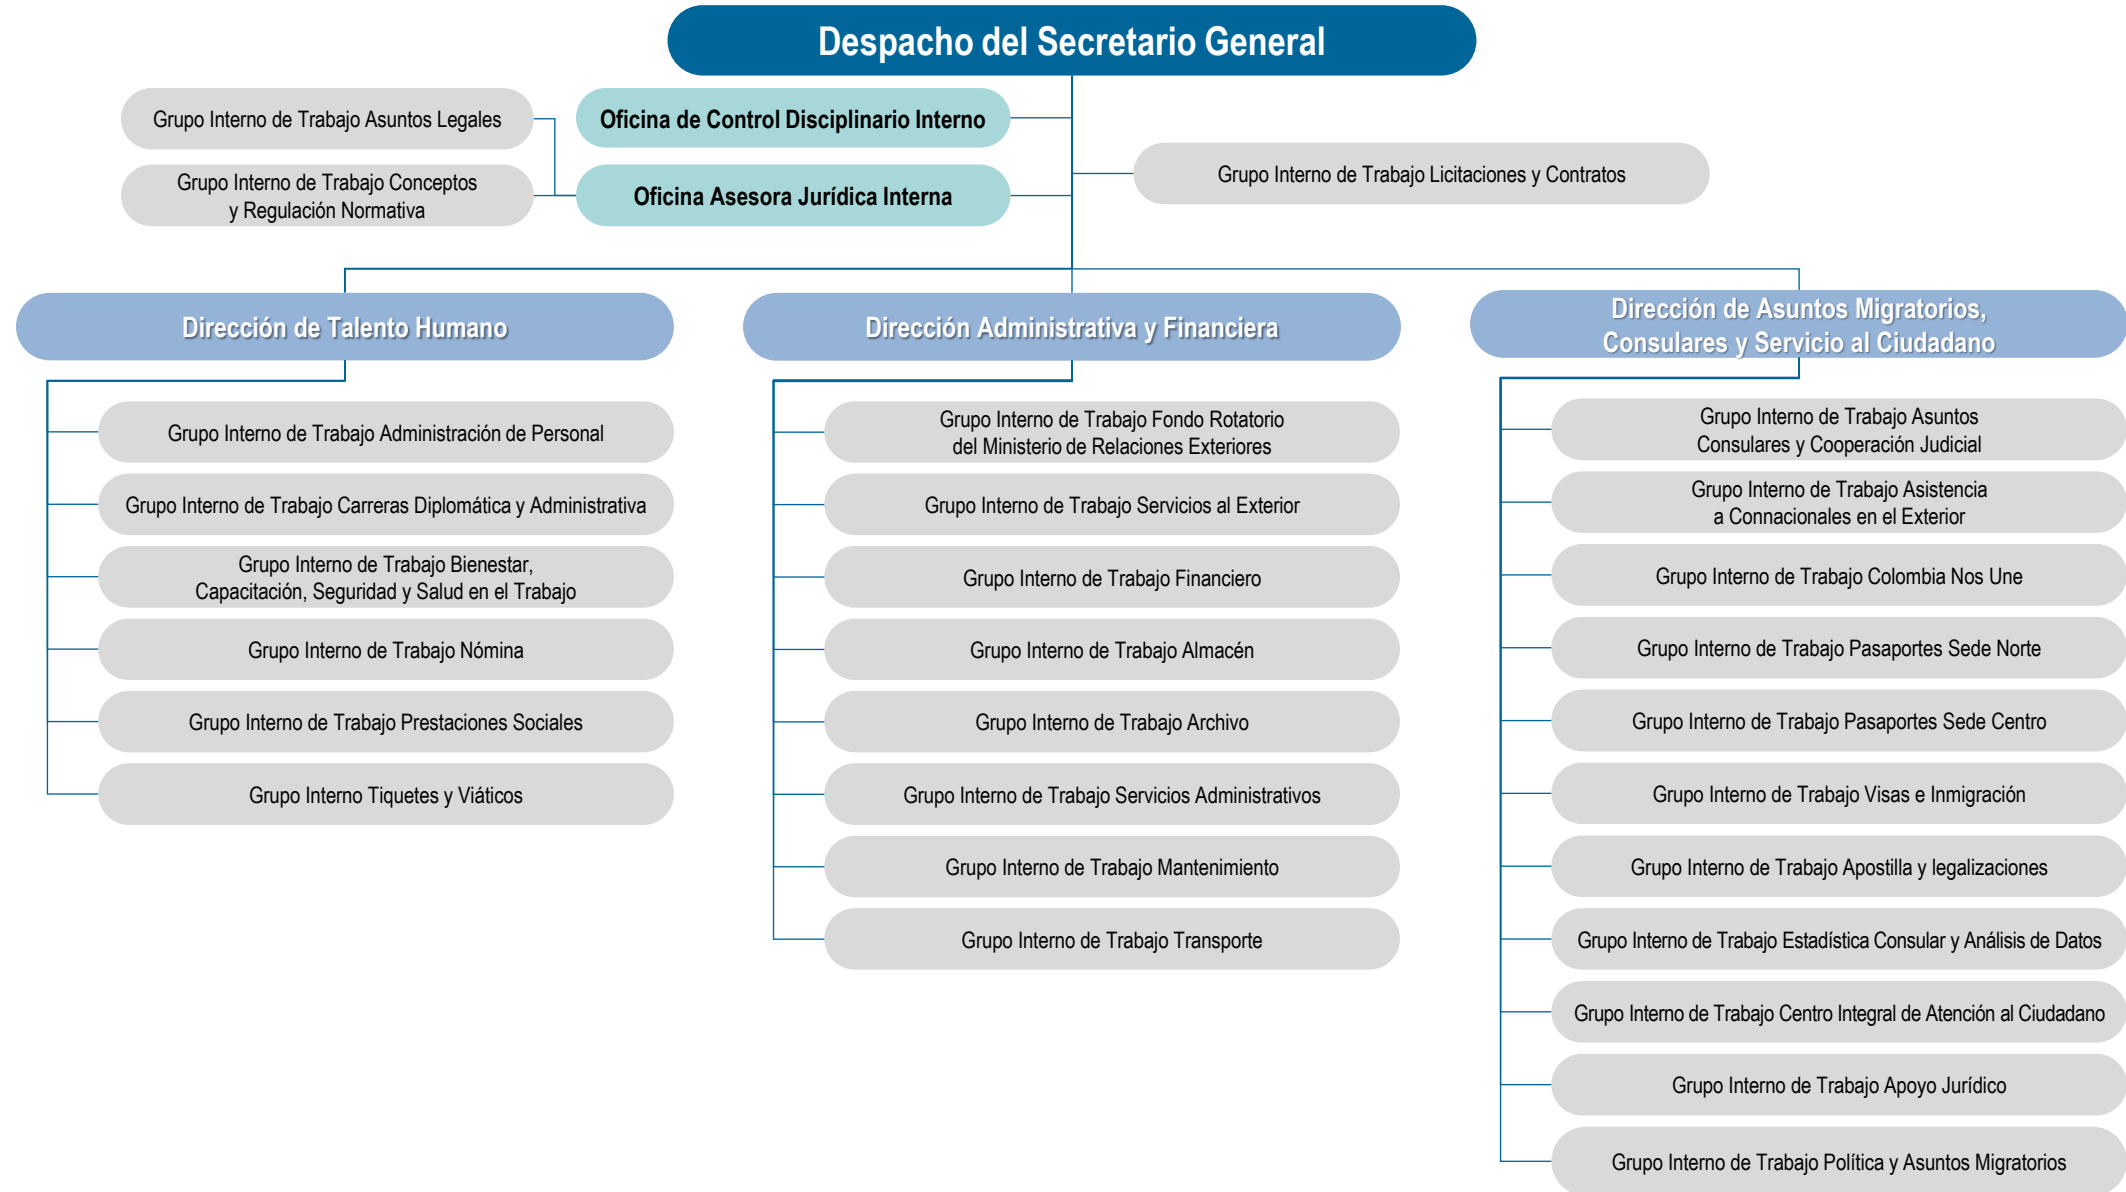 Despacho del Secretario General
Grupo Interno de Trabajo Asuntos Legales
Oficina de Control Disciplinario Interno
Grupo Interno de Trabajo Licitaciones y Contratos
Grupo Interno de Trabajo Conceptos
y Regulación Normativa
Oficina Asesora Jurídica Interna
Dirección de Talento Humano
Grupo Interno de Trabajo Administración de Personal
Grupo Interno de Trabajo Carreras Diplomática y Administrativa
Grupo Interno de Trabajo Bienestar,
Capacitación, Seguridad y Salud en el Trabajo
Grupo Interno de Trabajo Nómina
Grupo Interno de Trabajo Prestaciones Sociales
Grupo Interno Tiquetes y Viáticos
Dirección Administrativa y Financiera
Grupo Interno de Trabajo Fondo Rotatorio
del Ministerio de Relaciones Exteriores
Grupo Interno de Trabajo Servicios al Exterior
Grupo Interno de Trabajo Financiero
Grupo Interno de Trabajo Almacén
Grupo Interno de Trabajo Archivo
Grupo Interno de Trabajo Servicios Administrativos
Grupo Interno de Trabajo Mantenimiento
Grupo Interno de Trabajo Transporte
Dirección de Asuntos Migratorios,
Consulares y Servicio al Ciudadano
Grupo Interno de Trabajo Asuntos
Consulares y Cooperación Judicial
Grupo Interno de Trabajo Asistencia
a Connacionales en el Exterior
Grupo Interno de Trabajo Colombia Nos Une
Grupo Interno de Trabajo Pasaportes Sede Norte
Grupo Interno de Trabajo Pasaportes Sede Centro
Grupo Interno de Trabajo Visas e Inmigración
Grupo Interno de Trabajo Apostilla y legalizaciones
Grupo Interno de Trabajo Estadística Consular y Análisis de Datos
Grupo Interno de Trabajo Centro Integral de Atención al Ciudadano
Grupo Interno de Trabajo Apoyo Jurídico
Grupo Interno de Trabajo Política y Asuntos Migratorios